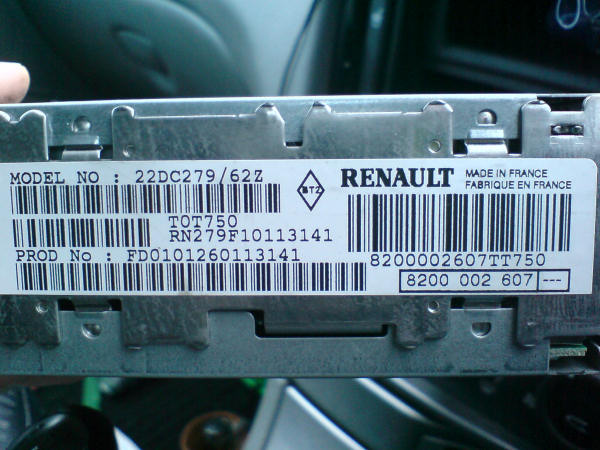 MODEL NO : 22DC279/62Z
BTZ
RENAULT
MADE IN FRANCE
FABRIQUE EN FRANCE
T0T750
RN279F10113141
PROD No : FD0101260113141
8200002607TT750
8200 002 607 ---